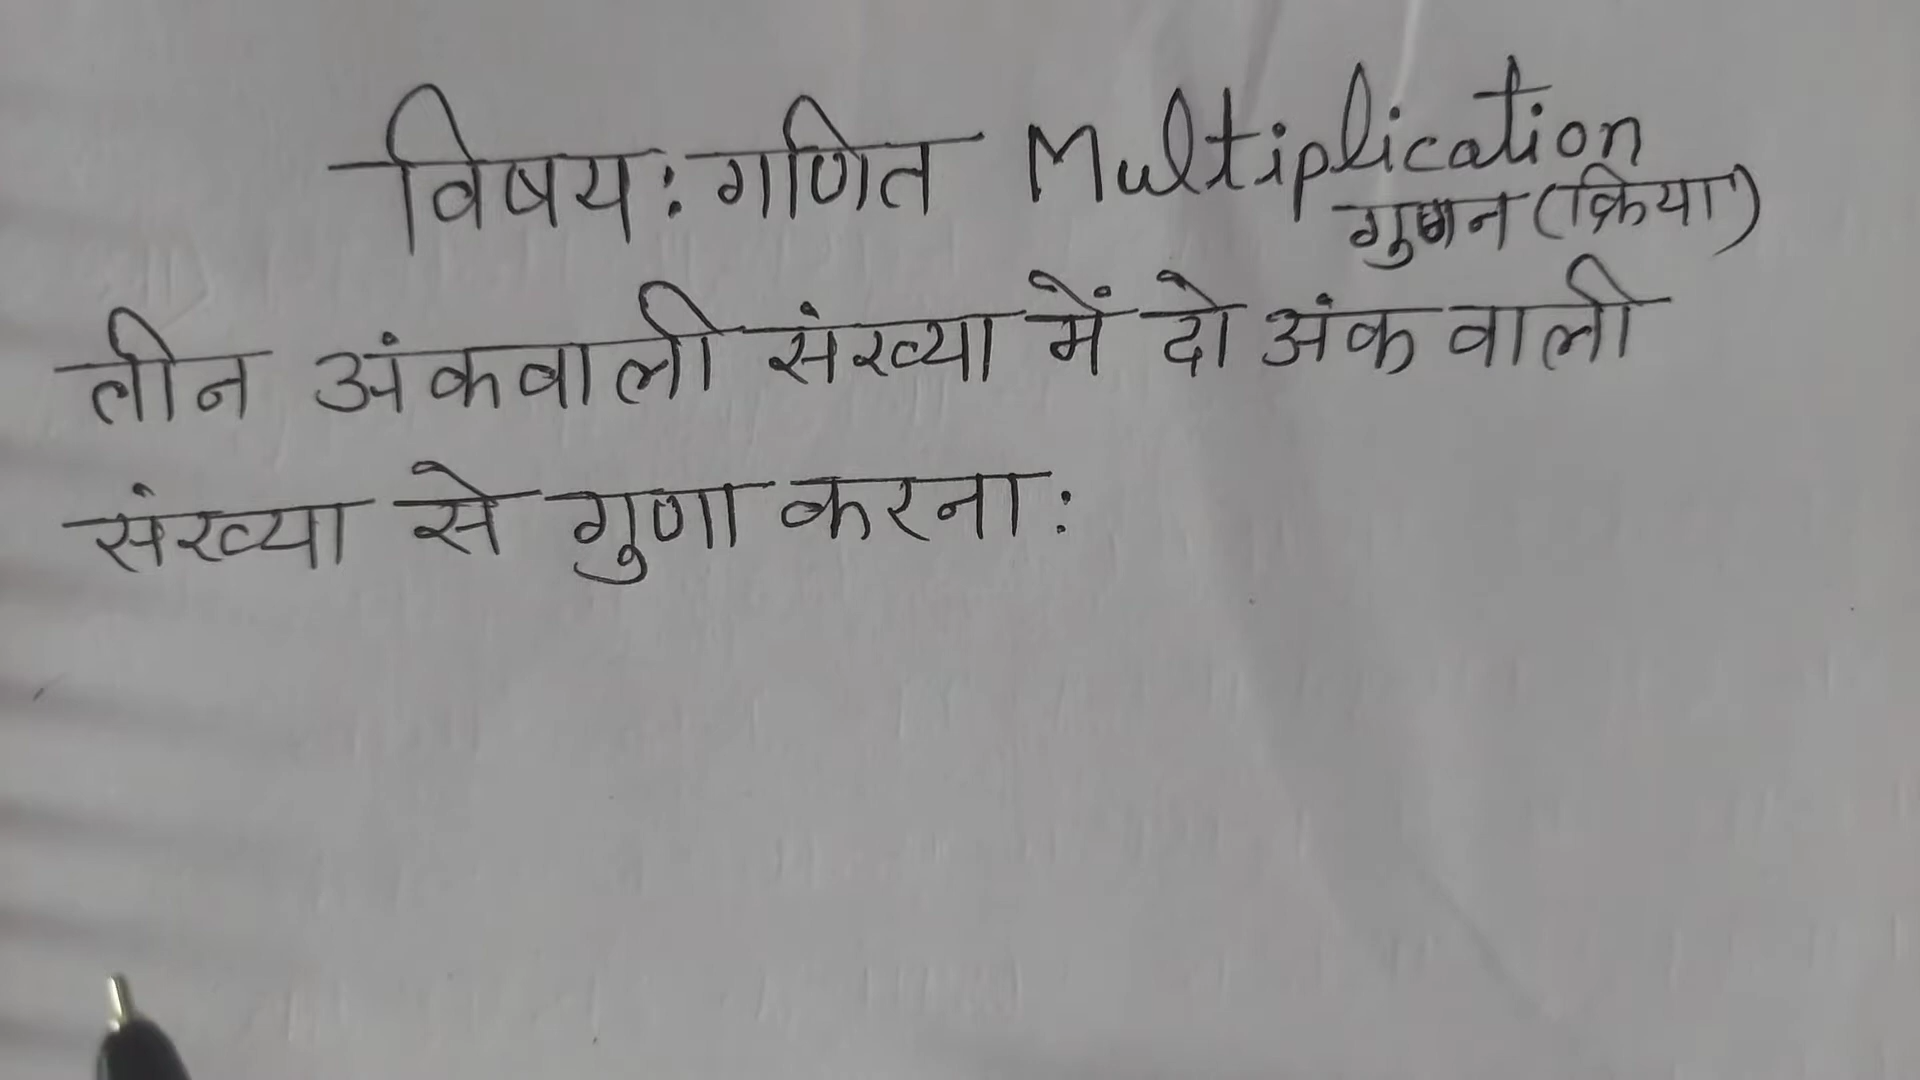 विषय: गणित Multiplication
गुणन (क्रिया)
तीन अंकवाली संख्या में दो अंक वाली
संख्या से गुणा करना: